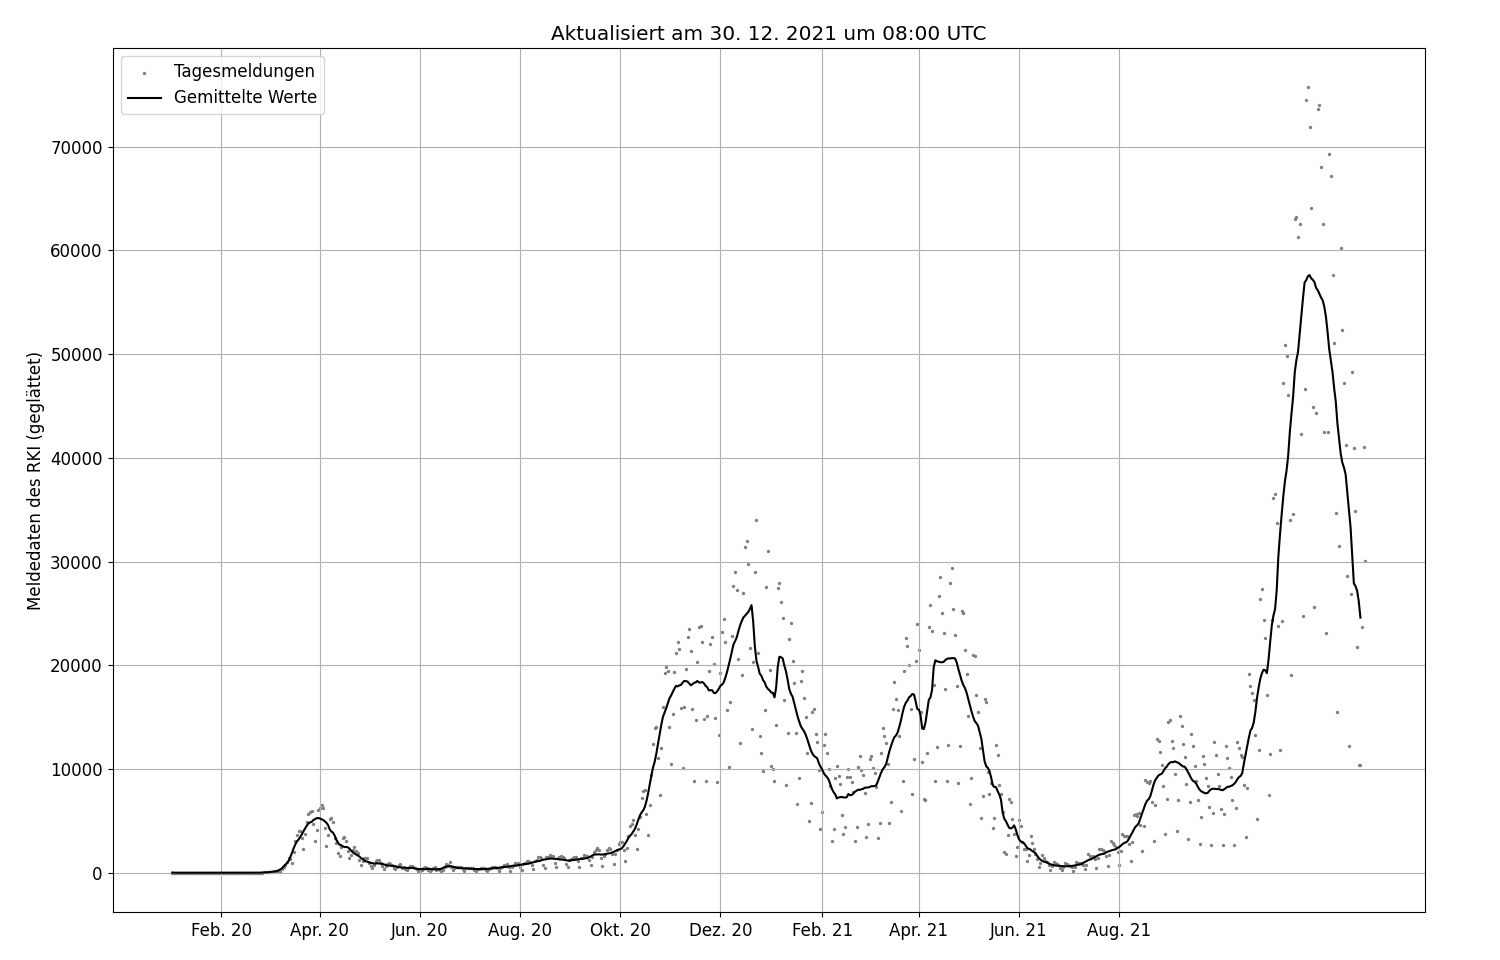 Aktualisiert am 30. 12. 2021 um 08:00 UTC
Tagesmeldungen
Gemittelte Werte
Meldedaten des RKI (geglättet)
70000
60000
50000
40000
30000
20000
10000
0
Feb. 20 Apr. 20 Jun. 20 Aug. 20 Okt. 20 Dez. 20 Feb. 21 Apr. 21 Jun. 21 Aug. 21